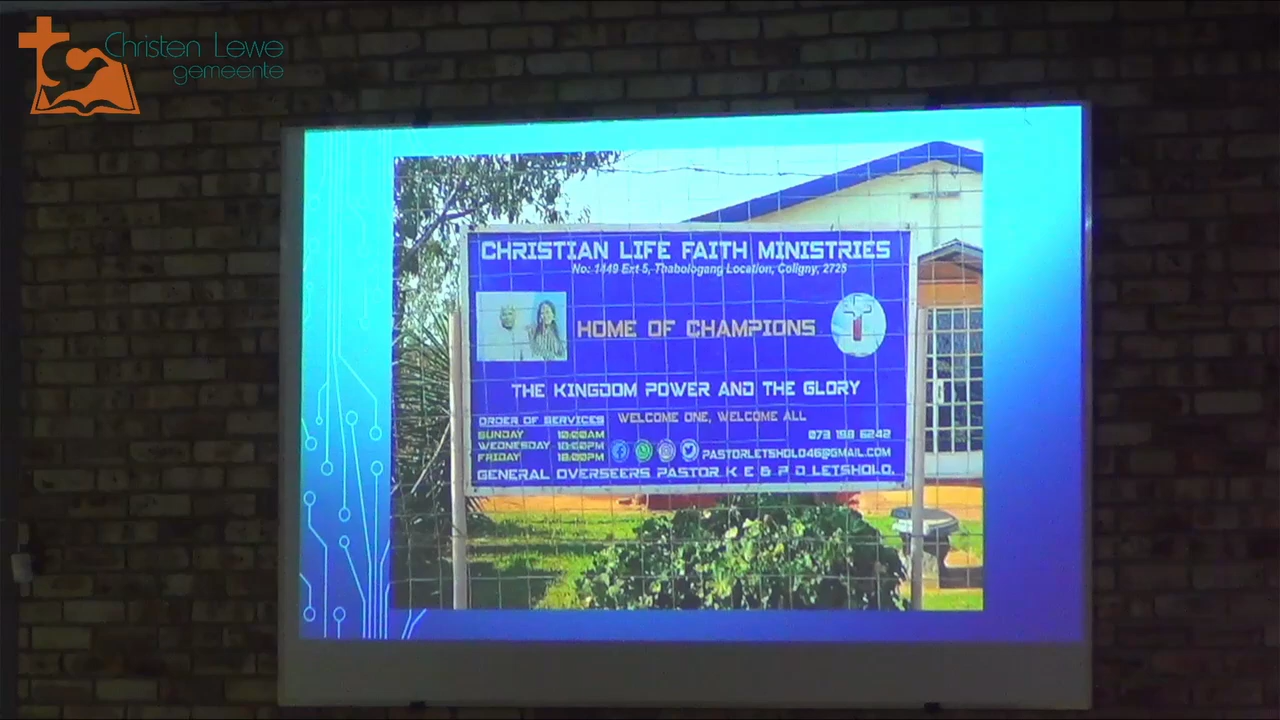 Christen Lewe
gemeente
CHRISTIAN LIFE FAITH MINISTRIES
No: 1449 Ext 5, Thabologang Location, Coligny, 2725
HOME OF CHAMPIONS
THE KINGDOM POWER AND THE GLORY
WELCOME ONE, WELCOME ALL
ORDER OF SERVICES
SUNDAY 10:00AM
WEDNESDAY 18:00PM
FRIDAY 18:00PM
073 198 6242
PASTORLETSHOLO46@GMAIL.COM
GENERAL OVERSEERS PASTOR K E & P D LETSHOLO.